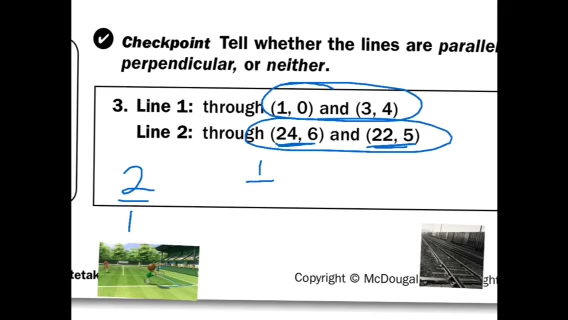 Checkpoint Tell whether the lines are paralle
perpendicular, or neither.
3. Line 1: through (1, 0) and (3, 4)
Line 2: through (24, 6) and (22, 5)
2
1
1
etak
Copyright © McDougal
ght